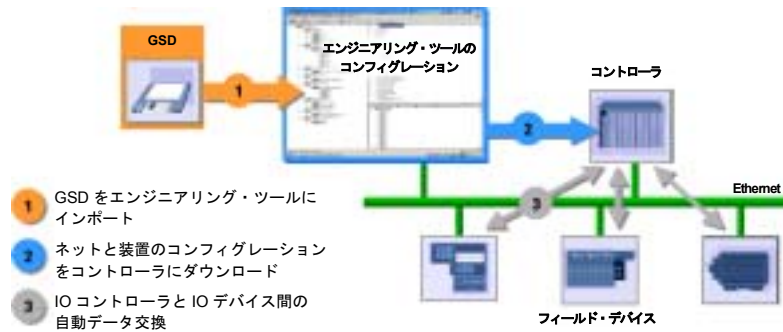 GSD
エンジニアリング・ツールの
コンフィグレーション
コントローラ
1
2
3
Ethernet
1 GSD をエンジニアリング・ツールに
インポート
2 ネットと装置のコンフィグレーション
をコントローラにダウンロード
3 IO コントローラと IO デバイス間の
自動データ交換
フィールド・デバイス